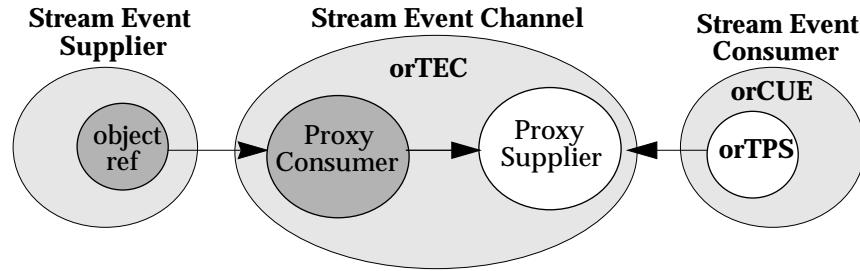 Stream Event
Supplier
Stream Event Channel
Stream Event
Consumer
orTEC
orCUE
object
ref
Proxy
Consumer
Proxy
Supplier
orTPS